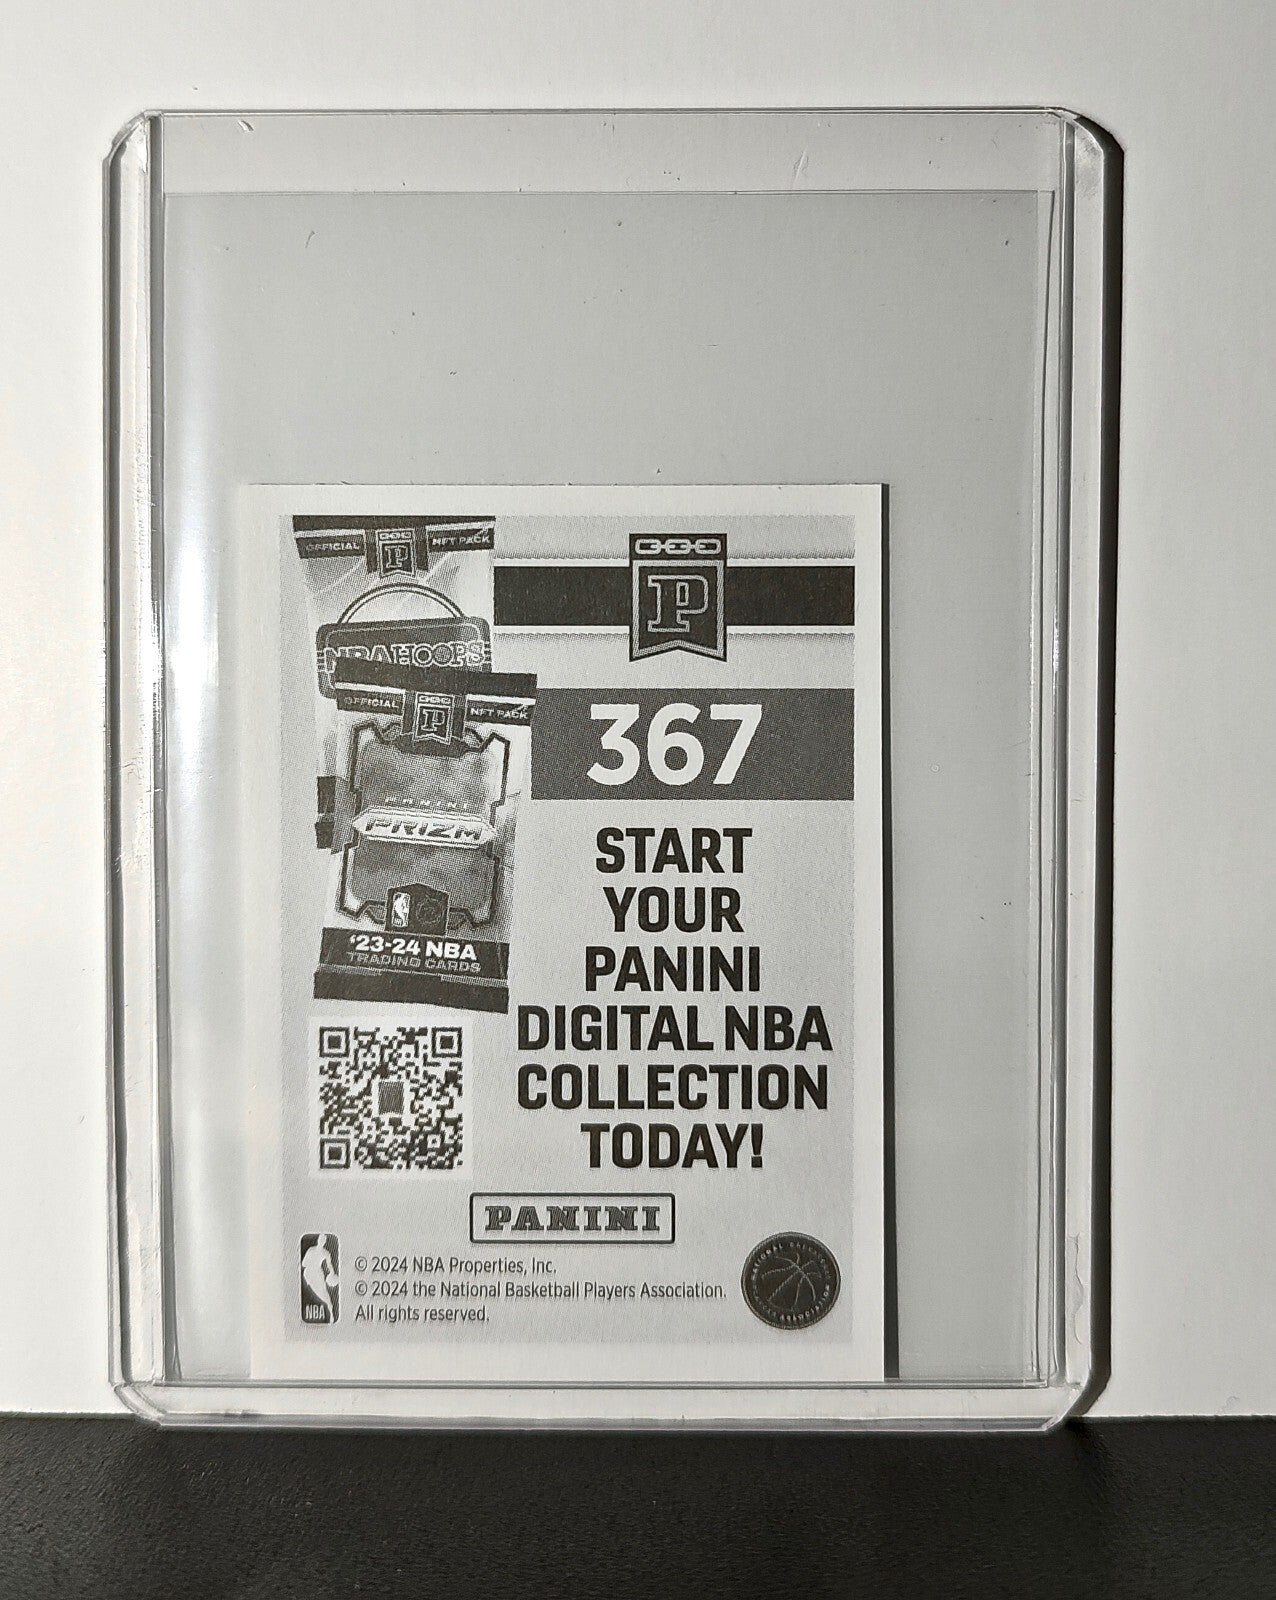 OFFICIAL P NFT PACK
NBA HOOPS
OFFICIAL P NFT PACK
PANINI
PRIZM
'23-24 NBA
TRADING CARDS
P
367
START
YOUR
PANINI
DIGITAL NBA
COLLECTION
TODAY!
PANINI
NBA
© 2024 NBA Properties, Inc.
© 2024 the National Basketball Players Association.
All rights reserved.